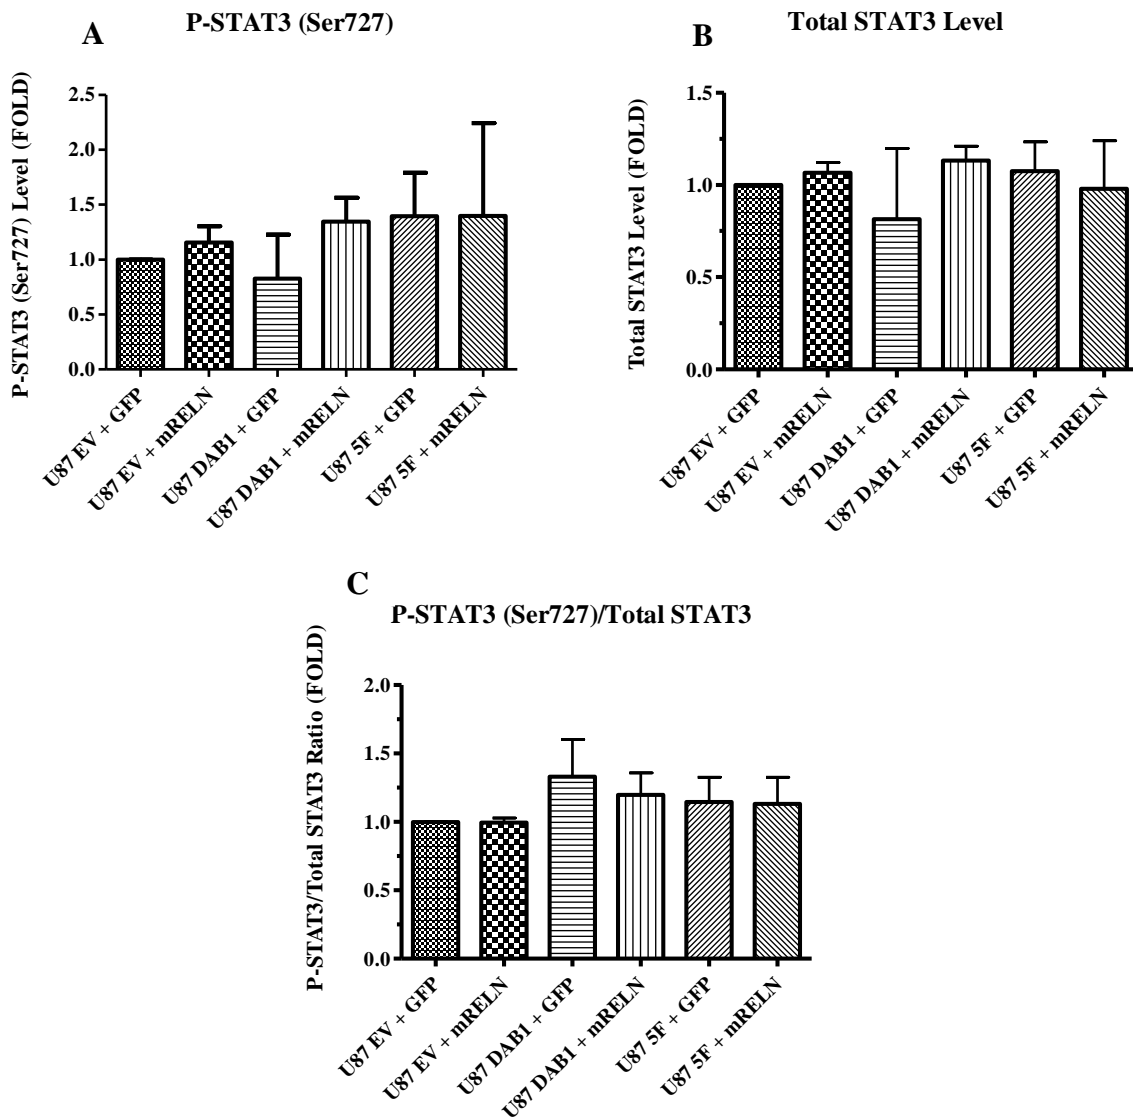 A
P-STAT3 (Ser727)
P-STAT3 (Ser727) Level (FOLD)
2.5
2.0
1.5
1.0
0.5
0.0
U87 EV + GFP
U87 EV + mRELN
U87 DAB1 + GFP
U87 DAB1 + mRELN
U87 5F + GFP
U87 5F + mRELN
B
Total STAT3 Level
Total STAT3 Level (FOLD)
1.5
1.0
0.5
0.0
U87 EV + GFP
U87 EV + mRELN
U87 DAB1 + GFP
U87 DAB1 + mRELN
U87 5F + GFP
U87 5F + mRELN
C
P-STAT3 (Ser727)/Total STAT3
P-STAT3/Total STAT3 Ratio (FOLD)
2.0
1.5
1.0
0.5
0.0
U87 EV + GFP
U87 EV + mRELN
U87 DAB1 + GFP
U87 DAB1 + mRELN
U87 5F + GFP
U87 5F + mRELN